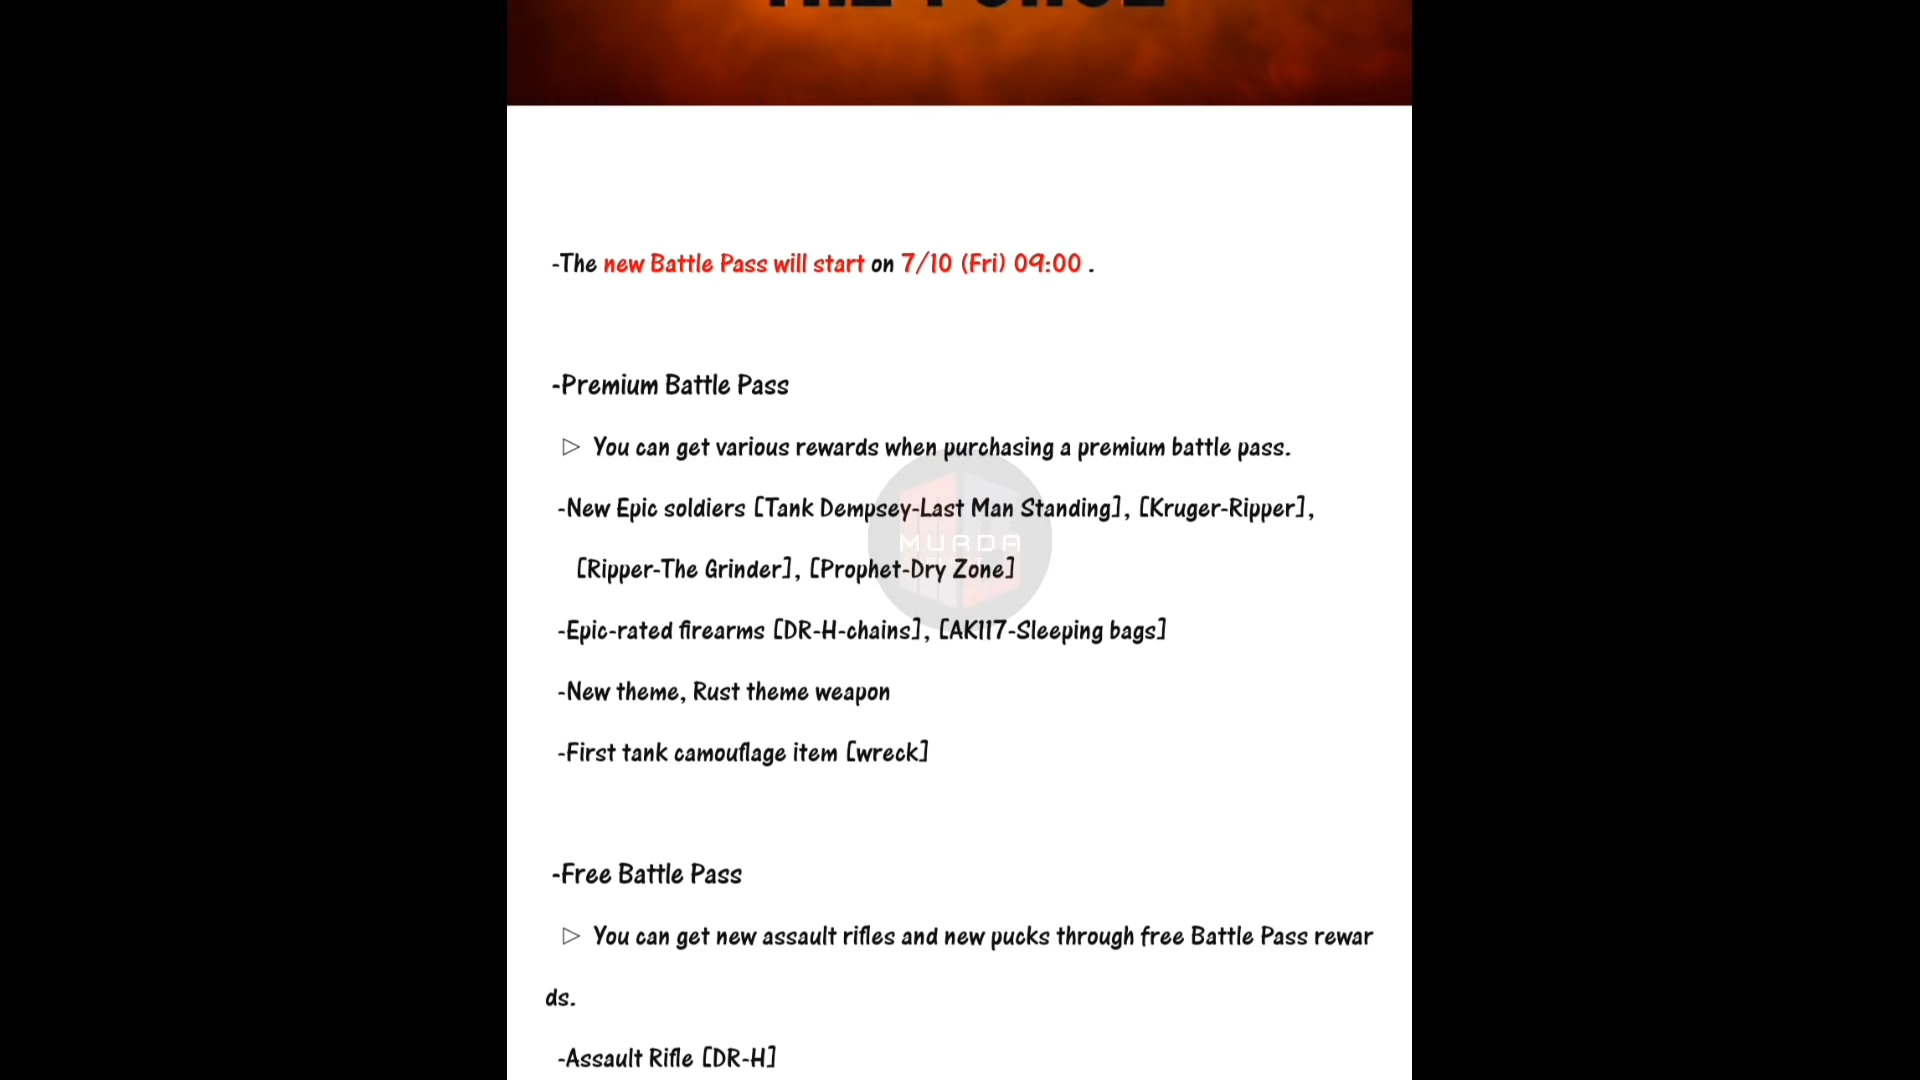 THE FORGE
-The new Battle Pass will start on 7/10 (Fri) 09:00 .
-Premium Battle Pass
▷ You can get various rewards when purchasing a premium battle pass.
-New Epic soldiers [Tank Dempsey-Last Man Standing], [Kruger-Ripper],
[Ripper-The Grinder], [Prophet-Dry Zone]
MURDA
-Epic-rated firearms [DR-H-chains], [AK117-Sleeping bags]
-New theme, Rust theme weapon
-First tank camouflage item [wreck]
-Free Battle Pass
▷ You can get new assault rifles and new pucks through free Battle Pass rewar
ds.
-Assault Rifle [DR-H]